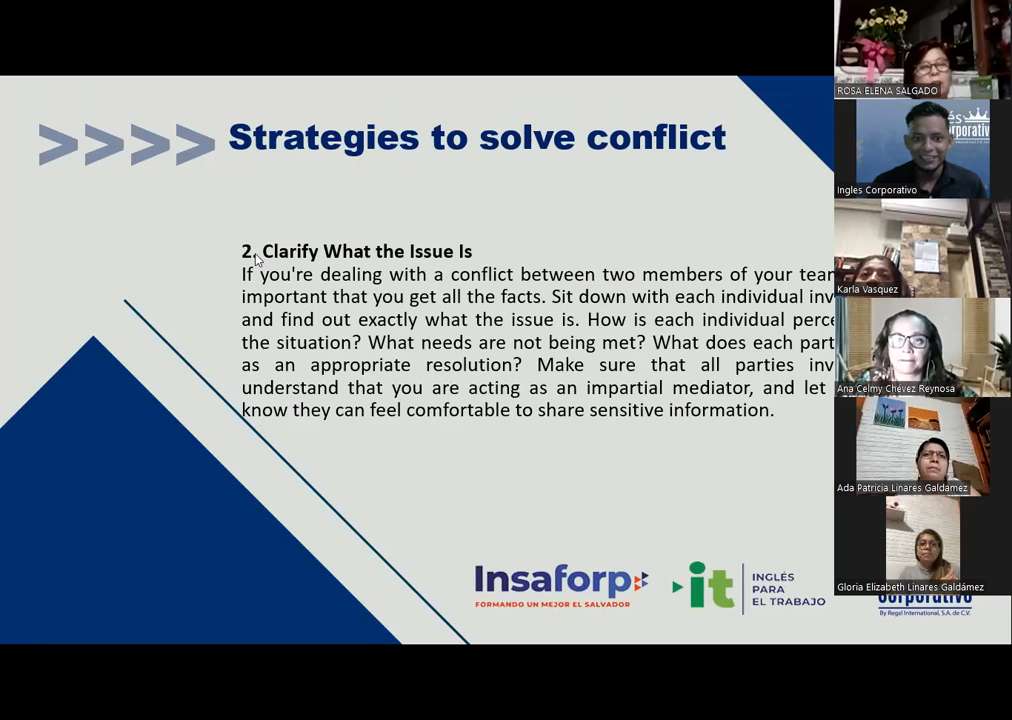 >>>> Strategies to solve conflict
2. Clarify What the Issue Is
If you're dealing with a conflict between two members of your tea
important that you get all the facts. Sit down with each individual inv
and find out exactly what the issue is. How is each individual perce
the situation? What needs are not being met? What does each part
as an appropriate resolution? Make sure that all parties inv
understand that you are acting as an impartial mediator, and let
know they can feel comfortable to share sensitive information.
Insaforp
FORMANDO UN MEJOR EL SALVADOR
it
INGLÉS
PARA
EL TRABAJO
By Regal International, S.A. de C.V.
ROSA ELENA SALGADO
Ingles Corporativo
Karla Vasquez
Ana Celmy Chévez Reynosa
Ada Patricia Linares Galdamez
Gloria Elizabeth Linares Galdámez